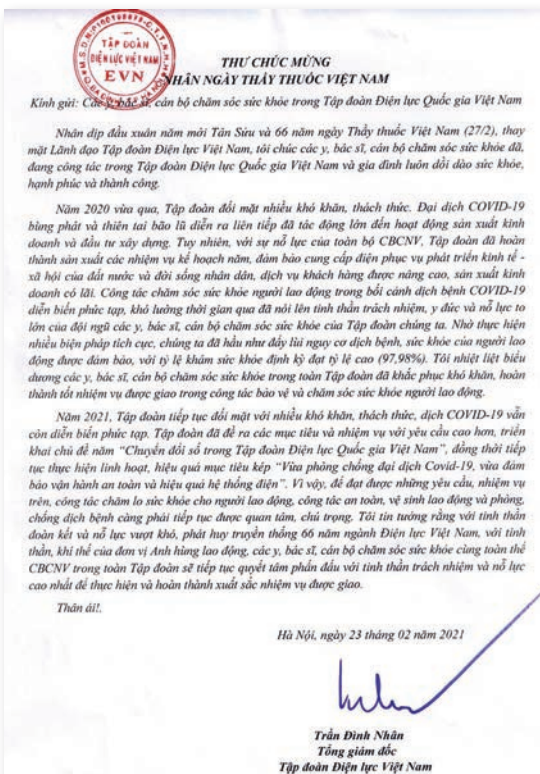 TẬP ĐOÀN
ĐIỆN LỰC VIỆT NAM
EVN
THƯ CHÚC MỪNG
NHÂN NGÀY THẦY THUỐC VIỆT NAM
Kính gửi: Các y, bác sĩ, cán bộ chăm sóc sức khỏe trong Tập đoàn Điện lực Quốc gia Việt Nam
Nhân dịp đầu xuân năm mới Tân Sửu và 66 năm ngày Thầy thuốc Việt Nam (27/2), thay
mặt Lãnh đạo Tập đoàn Điện lực Việt Nam, tôi chúc các y, bác sĩ, cán bộ chăm sóc sức khỏe đã,
đang công tác trong Tập đoàn Điện lực Quốc gia Việt Nam và gia đình luôn dồi dào sức khỏe,
hạnh phúc và thành công.
Năm 2020 vừa qua, Tập đoàn đối mặt nhiều khó khăn, thách thức. Đại dịch COVID-19
bùng phát và thiên tai bão lũ diễn ra liên tiếp đã tác động lớn đến hoạt động sản xuất kinh
doanh và đầu tư xây dựng. Tuy nhiên, với sự nỗ lực của toàn bộ CBCNV, Tập đoàn đã hoàn
thành sản xuất các nhiệm vụ kế hoạch năm, đảm bảo cung cấp điện phục vụ phát triển kinh tế -
xã hội của đất nước và đời sống nhân dân, dịch vụ khách hàng được nâng cao, sản xuất kinh
doanh có lãi. Công tác chăm sóc sức khỏe người lao động trong bối cảnh dịch bệnh COVID-19
diễn biến phức tạp, khó lường thời gian qua đã nói lên tinh thần trách nhiệm, y đức và nỗ lực to
lớn của đội ngũ các y, bác sĩ, cán bộ chăm sóc sức khỏe của Tập đoàn chúng ta. Nhờ thực hiện
nhiều biện pháp tích cực, chúng ta đã hầu như đẩy lùi nguy cơ dịch bệnh, sức khỏe của người lao
động được đảm bảo, với tỷ lệ khám sức khỏe định kỳ đạt tỷ lệ cao (97,98%). Tôi nhiệt liệt biểu
dương các y, bác sĩ, cán bộ chăm sóc sức khỏe trong toàn Tập đoàn đã khắc phục khó khăn, hoàn
thành tốt nhiệm vụ được giao trong công tác bảo vệ và chăm sóc sức khỏe người lao động.
Năm 2021, Tập đoàn tiếp tục đối mặt với nhiều khó khăn, thách thức, dịch COVID-19 vẫn
còn diễn biến phức tạp. Tập đoàn đã đề ra các mục tiêu và nhiệm vụ với yêu cầu cao hơn, triển
khai chủ đề năm “Chuyển đổi số trong Tập đoàn Điện lực Quốc gia Việt Nam”, đồng thời tiếp
tục thực hiện linh hoạt, hiệu quả mục tiêu kép “Vừa phòng chống đại dịch Covid-19, vừa đảm
bảo vận hành an toàn và hiệu quả hệ thống điện”. Vì vậy, để đạt được những yêu cầu, nhiệm vụ
trên, công tác chăm lo sức khỏe cho người lao động, công tác an toàn, vệ sinh lao động và phòng,
chống dịch bệnh càng phải tiếp tục được quan tâm, chú trọng. Tôi tin tưởng rằng với tinh thần
đoàn kết và nỗ lực vượt khó, phát huy truyền thống 66 năm ngành Điện lực Việt Nam, với tinh
thần, khí thế của đơn vị Anh hùng lao động, các y, bác sĩ, cán bộ chăm sóc sức khỏe cùng toàn thể
CBCNV trong toàn Tập đoàn sẽ tiếp tục quyết tâm phấn đấu với tinh thần trách nhiệm và nỗ lực
cao nhất để thực hiện và hoàn thành xuất sắc nhiệm vụ được giao.
Thân ái!.
Hà Nội, ngày 23 tháng 02 năm 2021
Trần Đình Nhân
Tổng giám đốc
Tập đoàn Điện lực Việt Nam